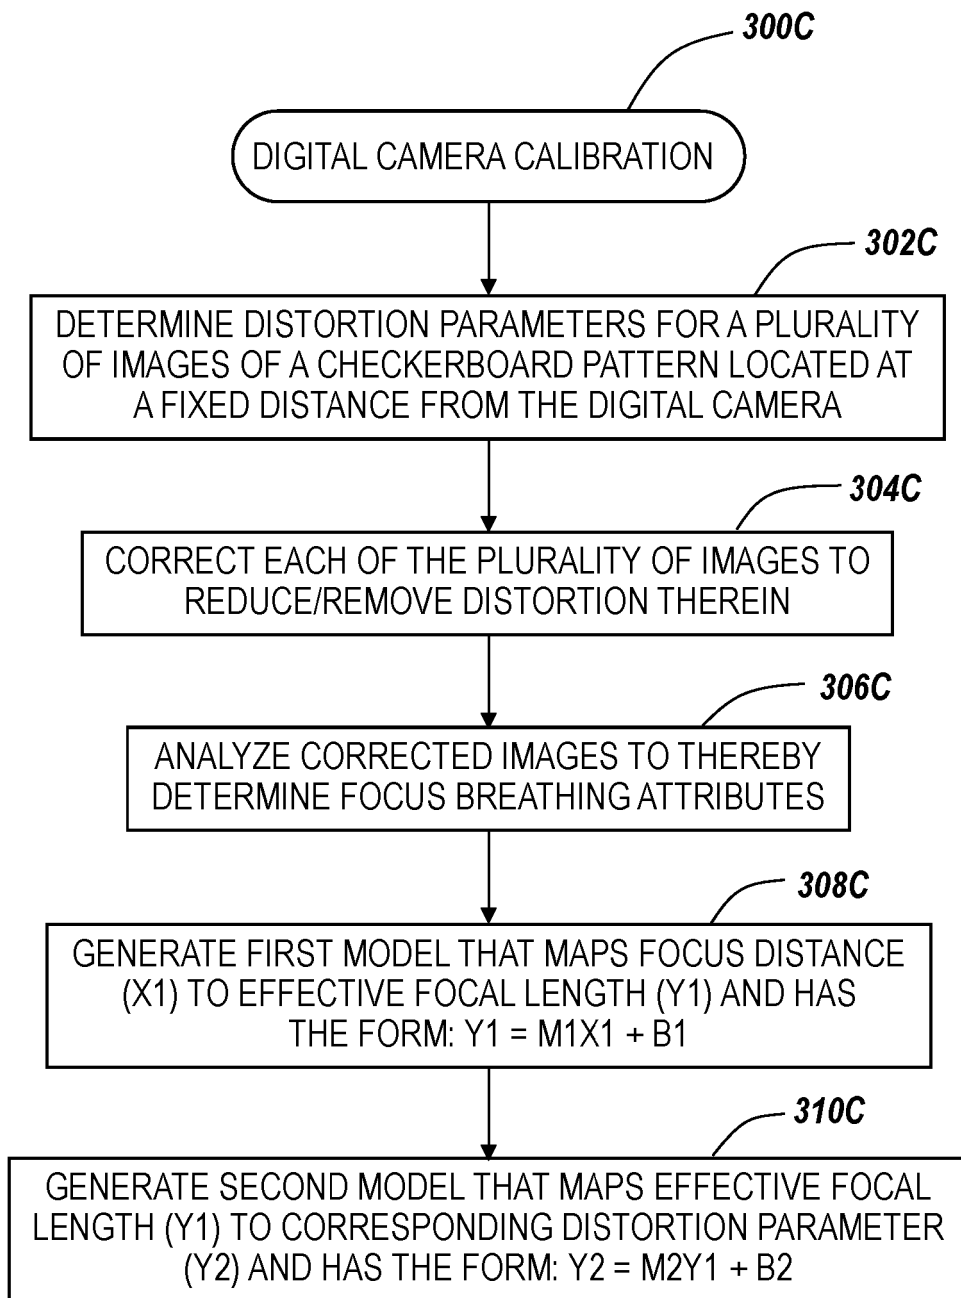 300C
DIGITAL CAMERA CALIBRATION
302C
DETERMINE DISTORTION PARAMETERS FOR A PLURALITY
OF IMAGES OF A CHECKERBOARD PATTERN LOCATED AT
A FIXED DISTANCE FROM THE DIGITAL CAMERA
304C
CORRECT EACH OF THE PLURALITY OF IMAGES TO
REDUCE/REMOVE DISTORTION THEREIN
306C
ANALYZE CORRECTED IMAGES TO THEREBY
DETERMINE FOCUS BREATHING ATTRIBUTES
308C
GENERATE FIRST MODEL THAT MAPS FOCUS DISTANCE
(X1) TO EFFECTIVE FOCAL LENGTH (Y1) AND HAS
THE FORM: Y1 = M1X1 + B1
310C
GENERATE SECOND MODEL THAT MAPS EFFECTIVE FOCAL
LENGTH (Y1) TO CORRESPONDING DISTORTION PARAMETER
(Y2) AND HAS THE FORM: Y2 = M2Y1 + B2